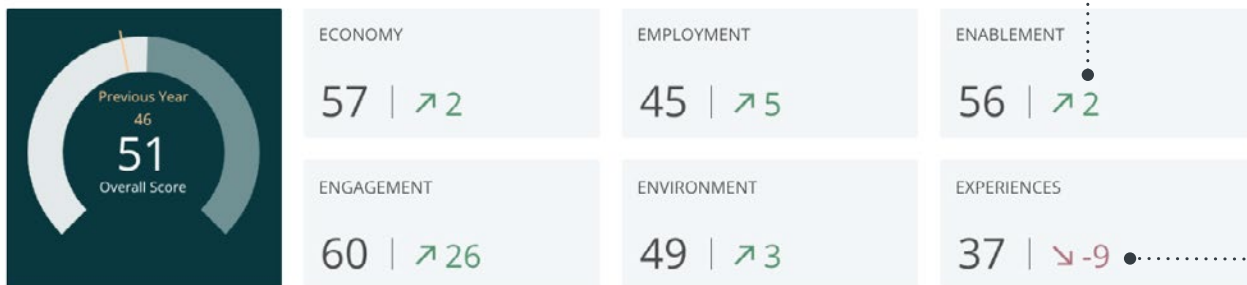 Previous Year
46
51
Overall Score
ECONOMY
57 | ↗ 2
EMPLOYMENT
45 | ↗ 5
ENABLEMENT
56 | ↗ 2
ENGAGEMENT
60 | ↗ 26
ENVIRONMENT
49 | ↗ 3
EXPERIENCES
37 | ↘ -9